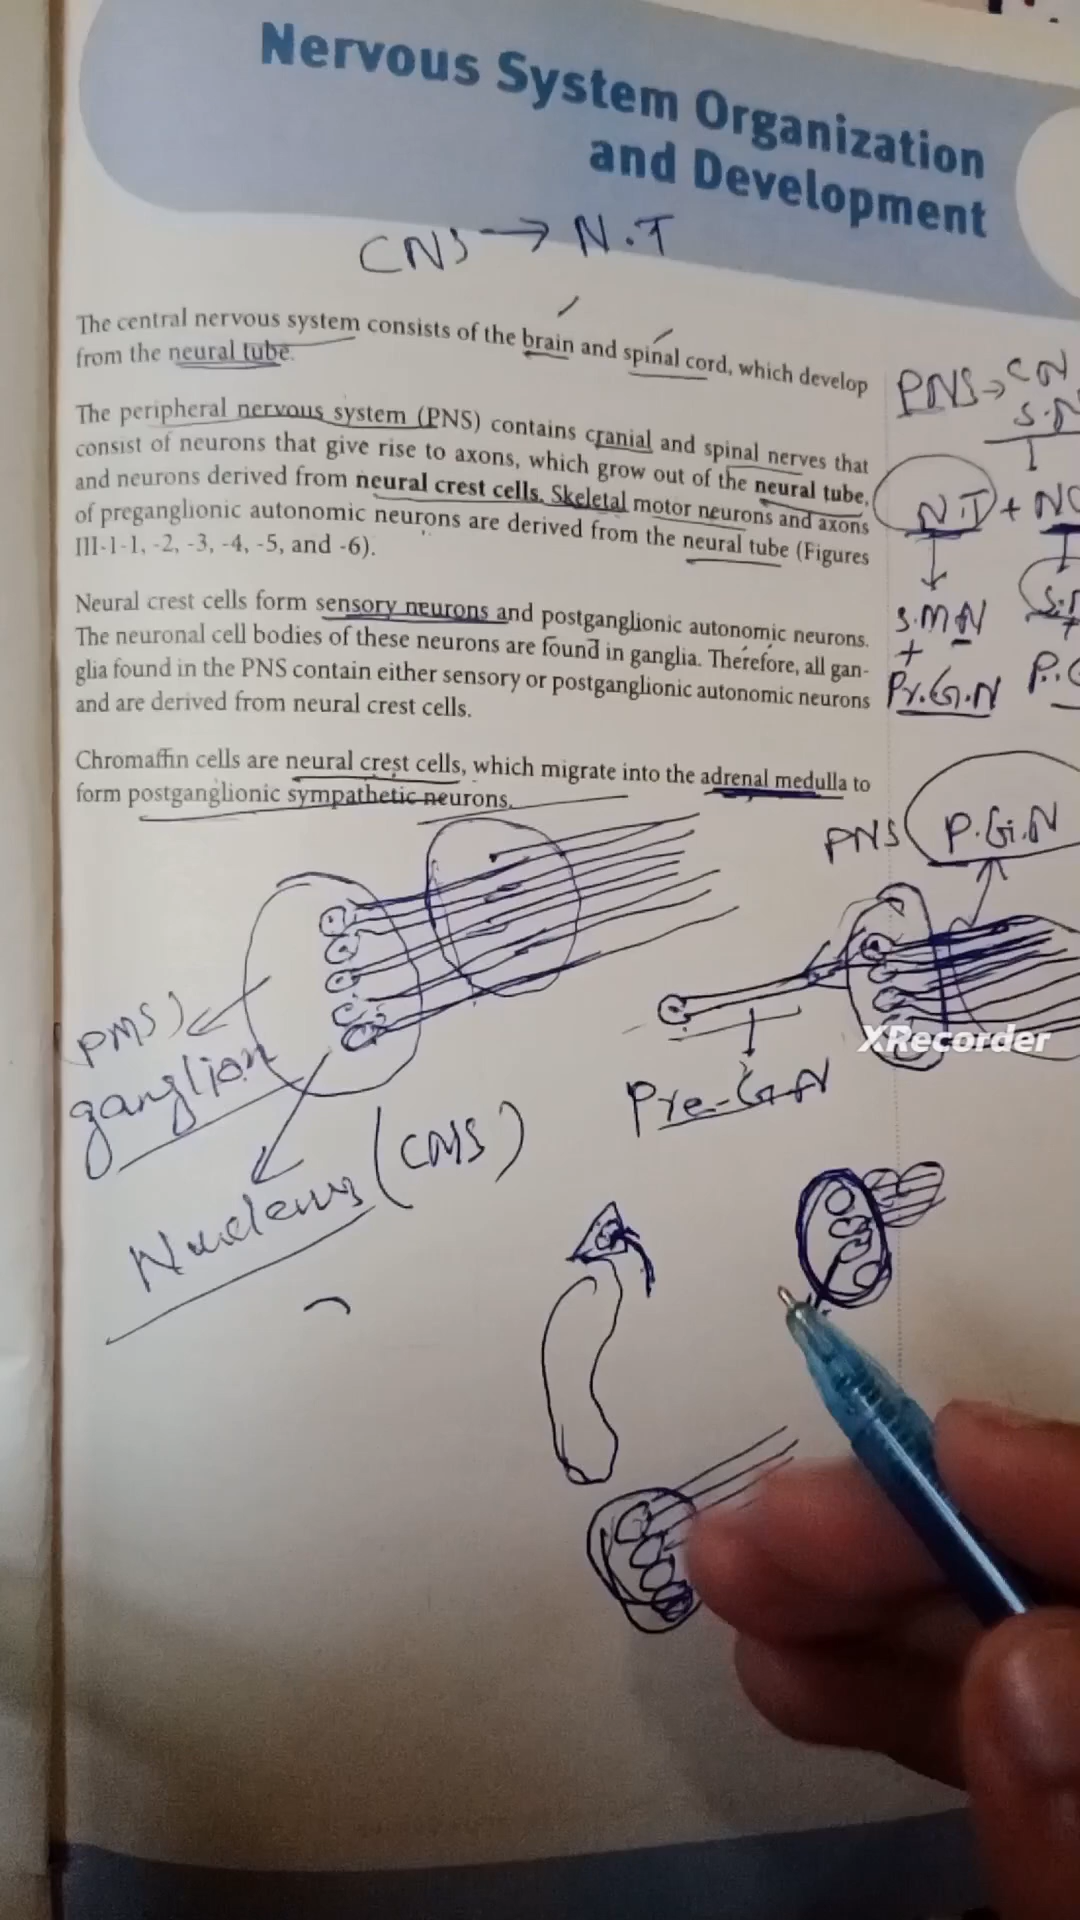 Nervous System Organization
and Development
CNS → N.T
The central nervous system consists of the brain and spinal cord, which develop
from the neural tube.
The peripheral nervous system (PNS) contains cranial and spinal nerves that
consist of neurons that give rise to axons, which grow out of the neural tube,
and neurons derived from neural crest cells. Skeletal motor neurons and axons
of preganglionic autonomic neurons are derived from the neural tube (Figures
III-1-1, -2, -3, -4, -5, and -6).
PNS → CN
S.N
N.T +
S.M.N
+
Pr.G.N
Neural crest cells form sensory neurons and postganglionic autonomic neurons.
The neuronal cell bodies of these neurons are found in ganglia. Therefore, all gan-
glia found in the PNS contain either sensory or postganglionic autonomic neurons
and are derived from neural crest cells.
Chromaffin cells are neural crest cells, which migrate into the adrenal medulla to
form postganglionic sympathetic neurons.
PNS P.G.N
PNS)
ganglion
XRecorder
Pre-G.N
Nucleus (CNS)